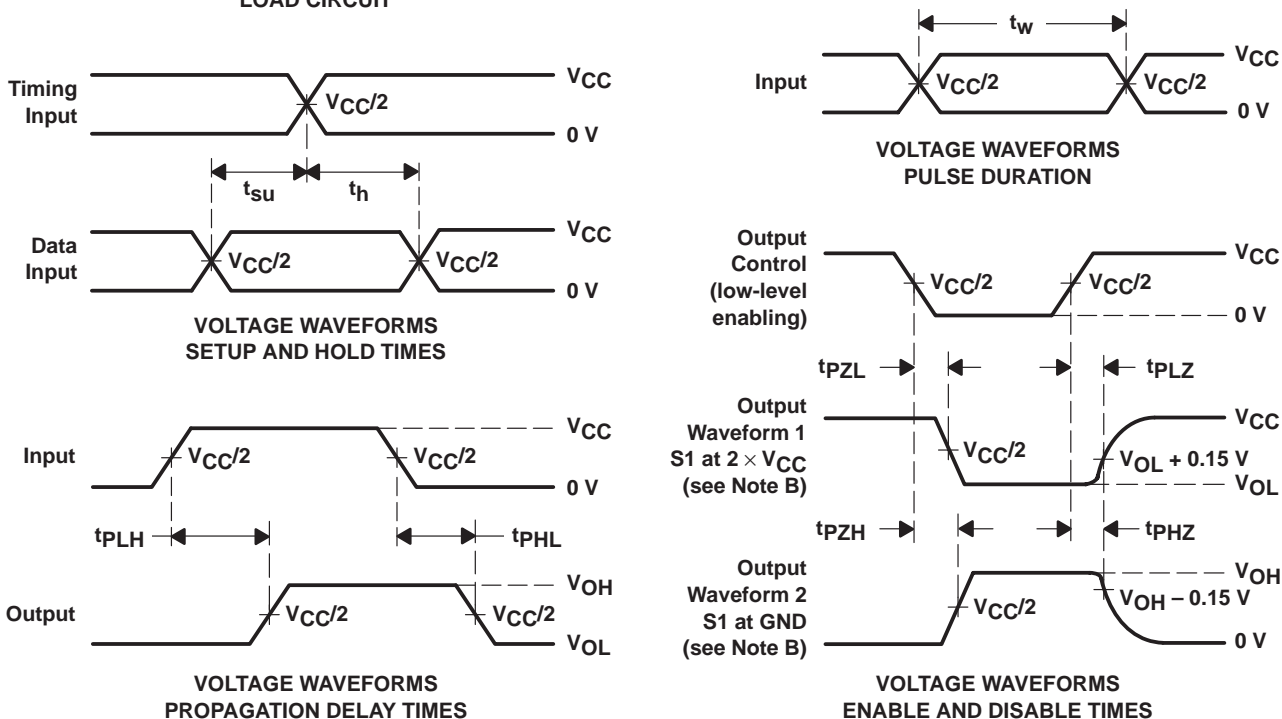 LOAD CIRCUIT
Timing
Input
VCC
VCC/2
0 V
tsu
th
Data
Input
VCC
VCC/2
VCC/2
0 V
VOLTAGE WAVEFORMS
SETUP AND HOLD TIMES
Input
VCC
VCC/2
VCC/2
0 V
tPLH
tPHL
Output
VOH
VCC/2
VCC/2
VOL
VOLTAGE WAVEFORMS
PROPAGATION DELAY TIMES
tw
Input
VCC
VCC/2
VCC/2
0 V
VOLTAGE WAVEFORMS
PULSE DURATION
Output
Control
(low-level
enabling)
VCC
VCC/2
VCC/2
0 V
tPZL
tPLZ
Output
Waveform 1
S1 at 2 × VCC
(see Note B)
VCC
VCC/2
VOL + 0.15 V
VOL
tPZH
tPHZ
Output
Waveform 2
S1 at GND
(see Note B)
VOH
VCC/2
VOH – 0.15 V
0 V
VOLTAGE WAVEFORMS
ENABLE AND DISABLE TIMES